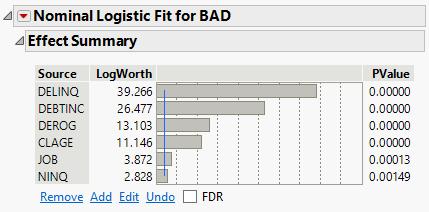 Nominal Logistic Fit for BAD
Effect Summary
Source LogWorth PValue
DELINQ 39.266 0.00000
DEBTINC 26.477 0.00000
DEROG 13.103 0.00000
CLAGE 11.146 0.00000
JOB 3.872 0.00013
NINQ 2.828 0.00149
Remove Add Edit Undo FDR